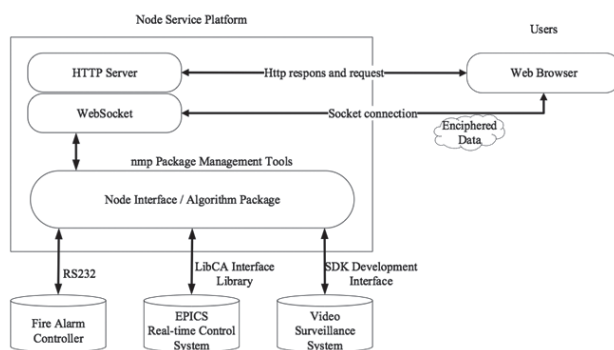 Node Service Platform
Users
HTTP Server
Http respons and request
Web Browser
WebSocket
Socket connection
Enciphered
Data
nmp Package Management Tools
Node Interface / Algorithm Package
RS232
LibCA Interface
Library
SDK Development
Interface
Fire Alarm
Controller
EPICS
Real-time Control
System
Video
Surveillance
System